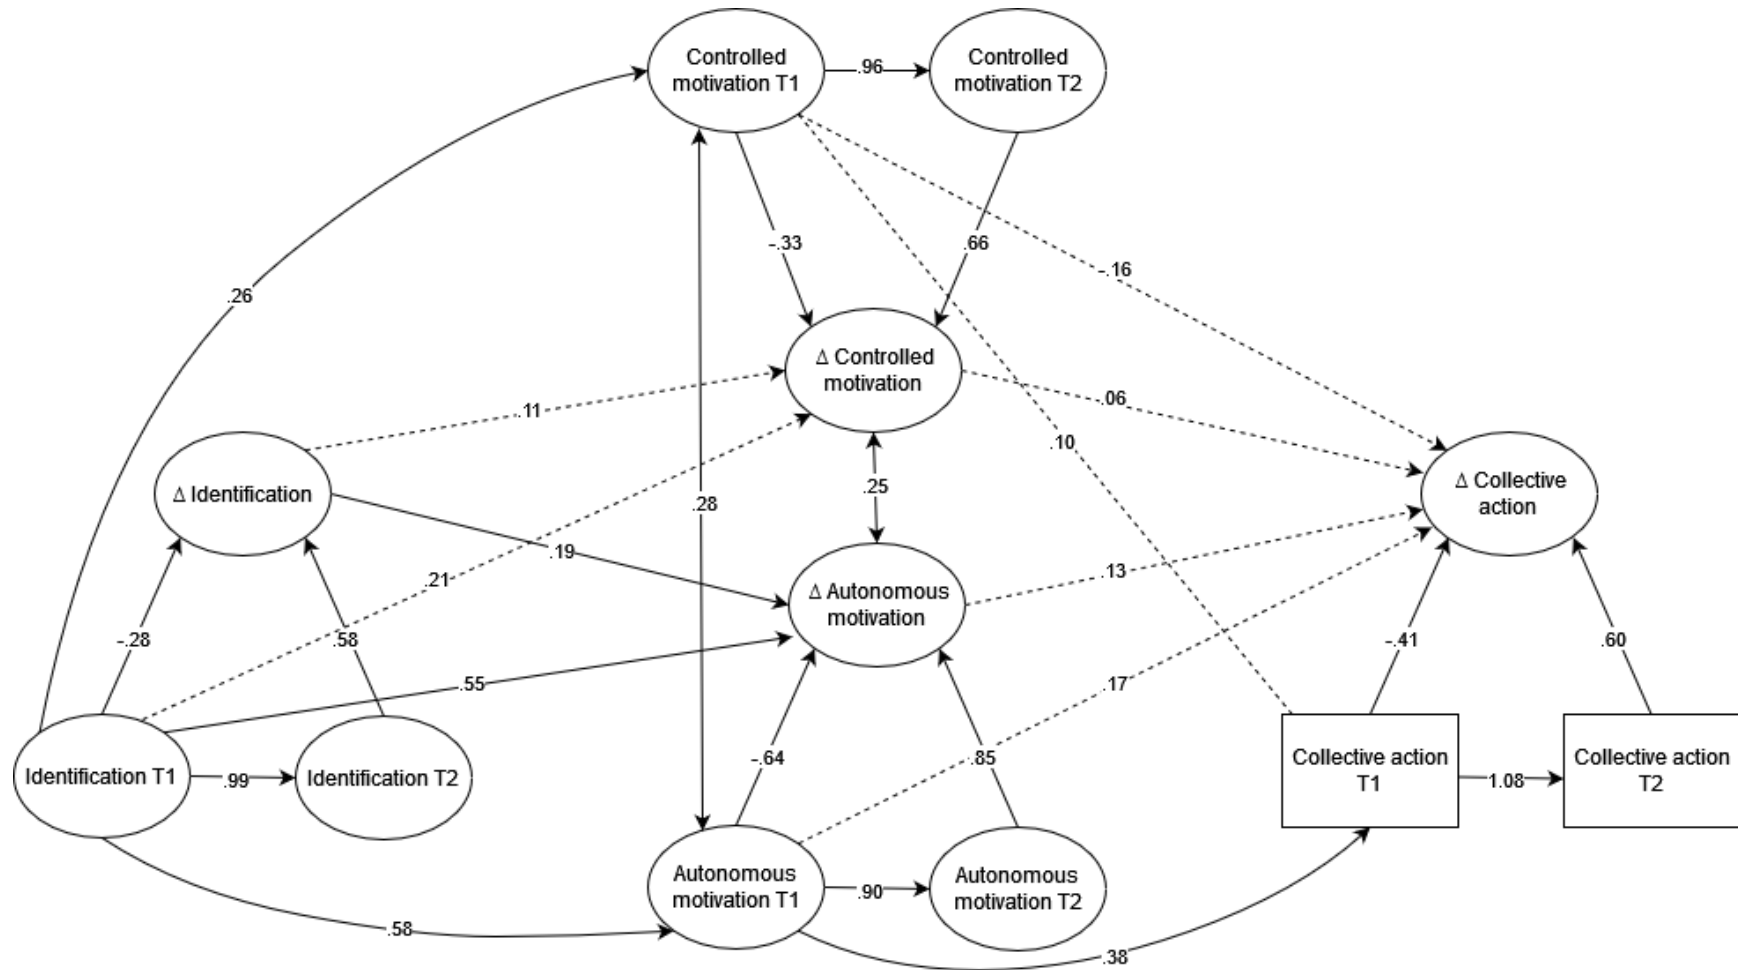 Controlled
motivation T1
.96
Controlled
motivation T2
-.33
.66
-.16
.26
Δ Controlled
motivation
.11
.06
.10
Δ Identification
.28
.25
Δ Collective
action
.19
.21
Δ Autonomous
motivation
.13
-.28
.58
-.41
.60
.55
.17
-.64
.85
Identification T1
.99
Identification T2
Collective action
T1
1.08
Collective action
T2
Autonomous
motivation T1
.90
Autonomous
motivation T2
.58
.38